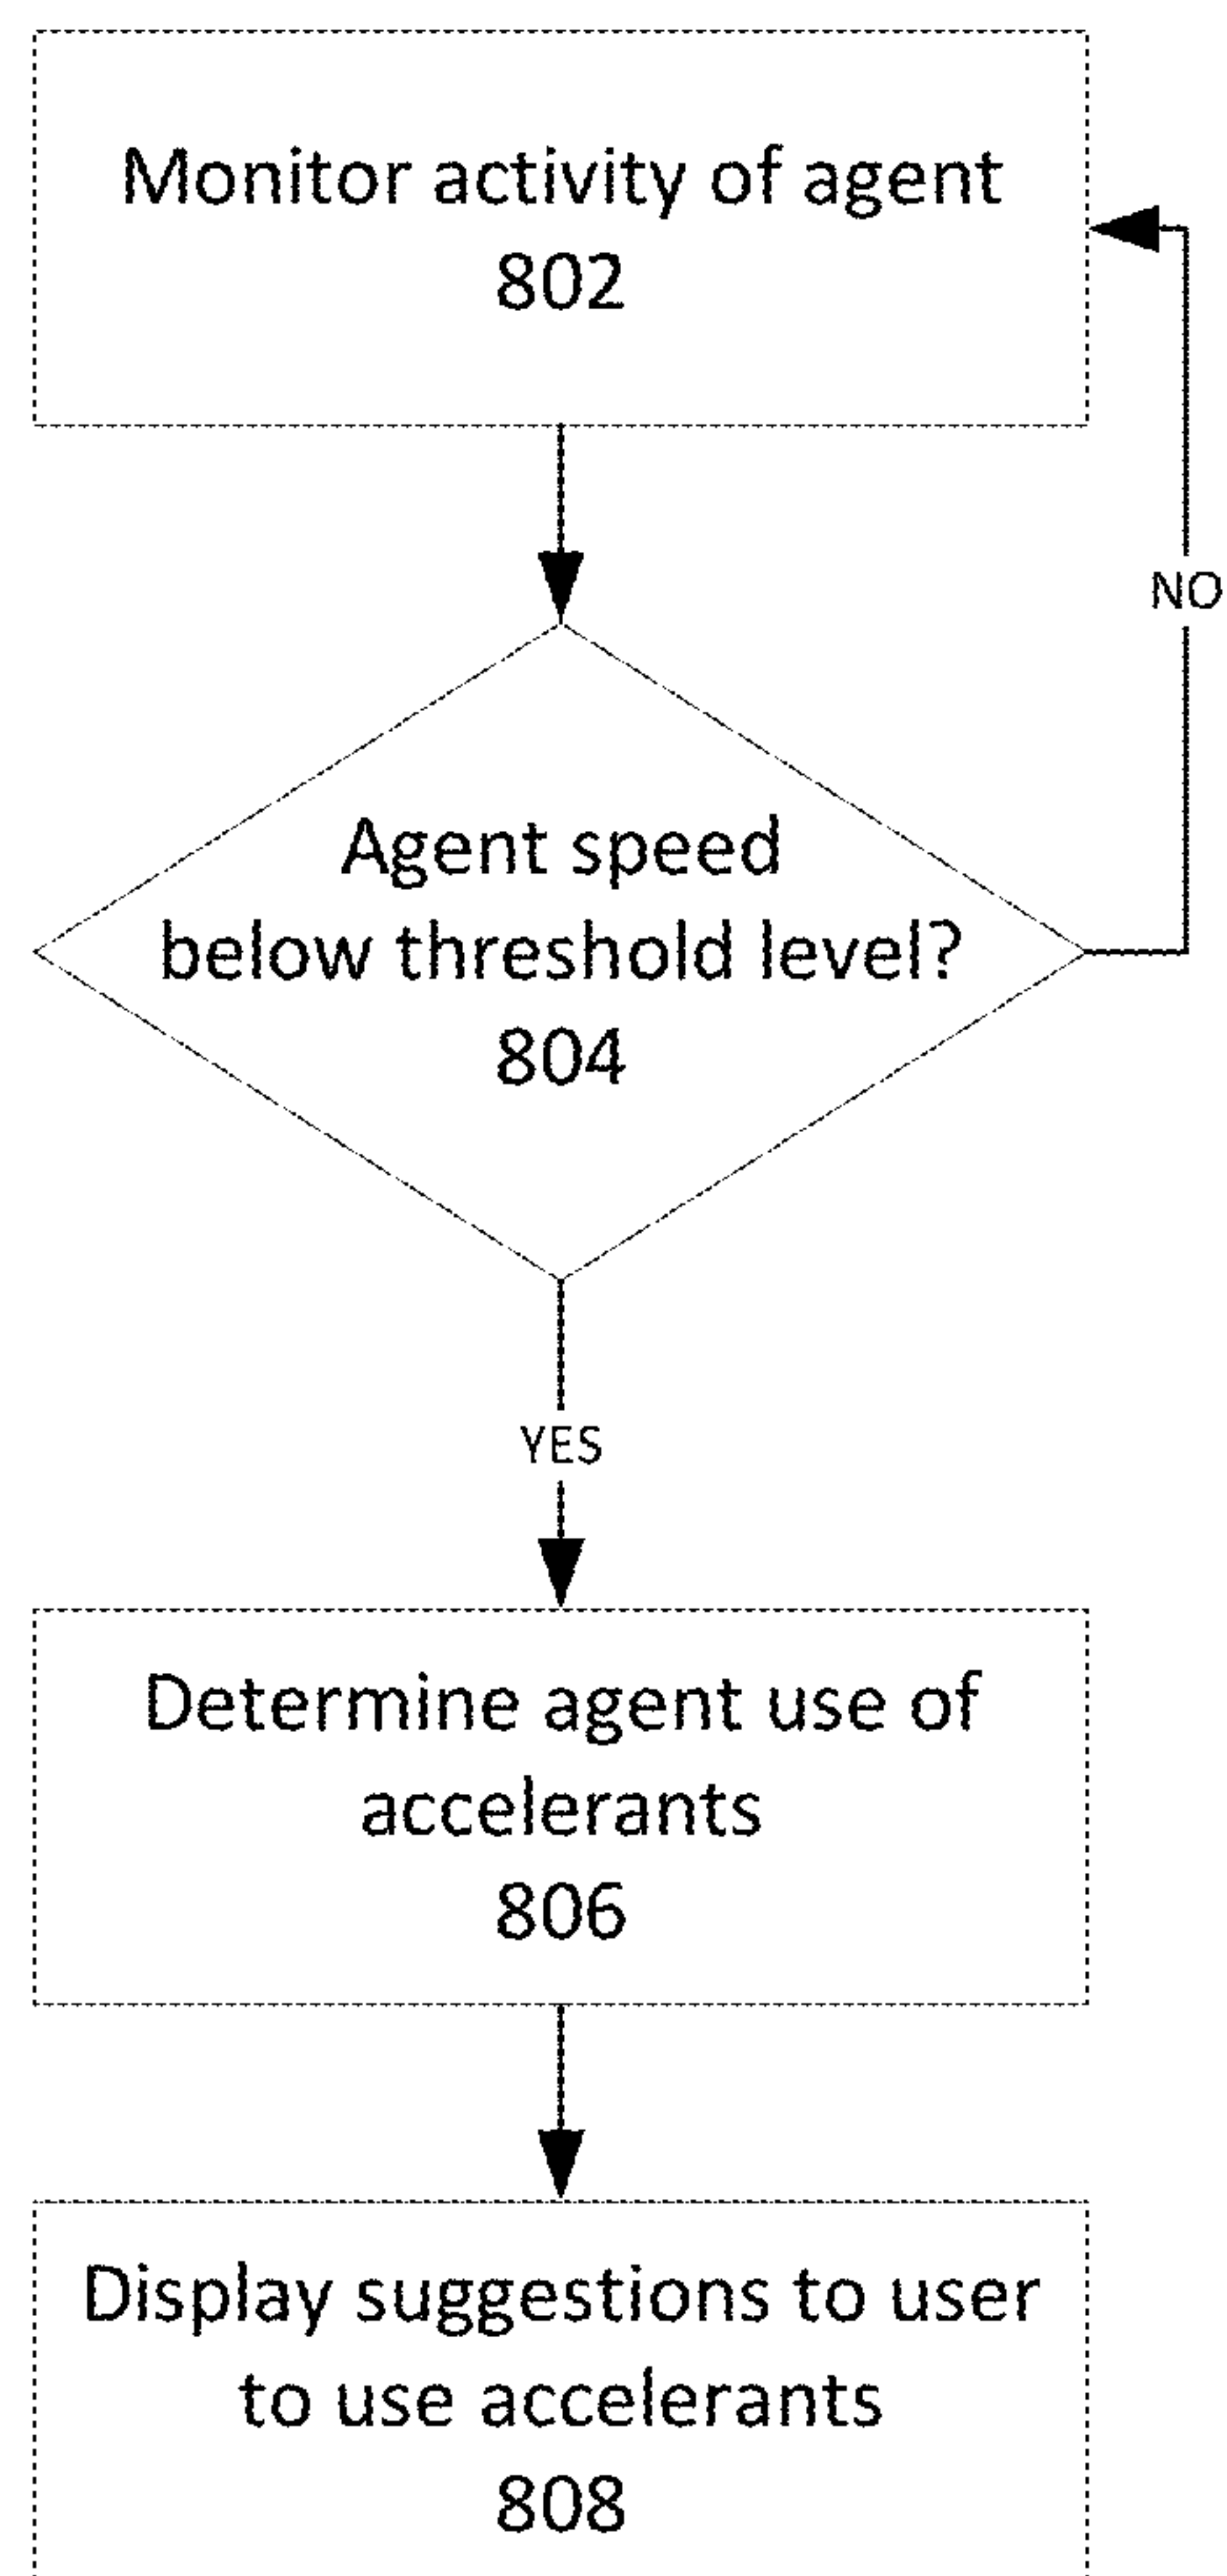 Monitor activity of agent
802
NO
Agent speed
below threshold level?
804
YES
Determine agent use of
accelerants
806
Display suggestions to user
to use accelerants
808